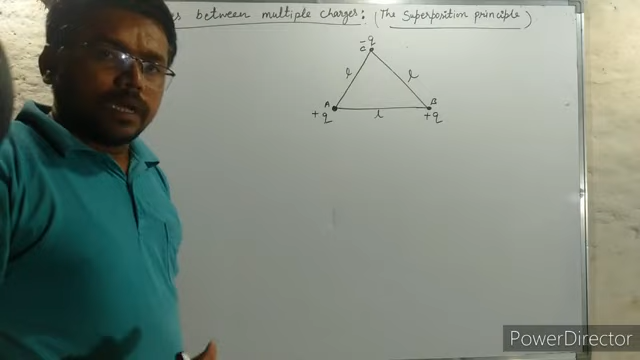 between multiple charges: (The superposition principle)
-q
C
l l
A B
+q l +q
PowerDirector